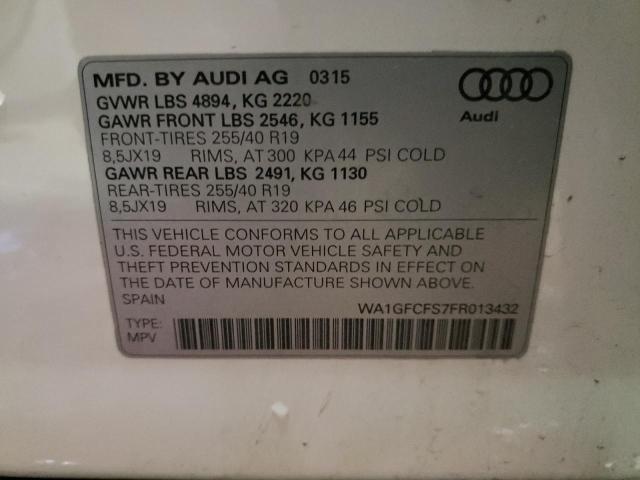 MFD. BY AUDI AG 0315
GVWR LBS 4894, KG 2220
GAWR FRONT LBS 2546, KG 1155
FRONT-TIRES 255/40 R19
8,5JX19 RIMS, AT 300 KPA 44 PSI COLD
GAWR REAR LBS 2491, KG 1130
REAR-TIRES 255/40 R19
8,5JX19 RIMS, AT 320 KPA 46 PSI COLD
Audi
THIS VEHICLE CONFORMS TO ALL APPLICABLE
U.S. FEDERAL MOTOR VEHICLE SAFETY AND
THEFT PREVENTION STANDARDS IN EFFECT ON
THE DATE OF MANUFACTURE SHOWN ABOVE.
SPAIN
WA1GFCFS7FR013432
TYPE:
MPV